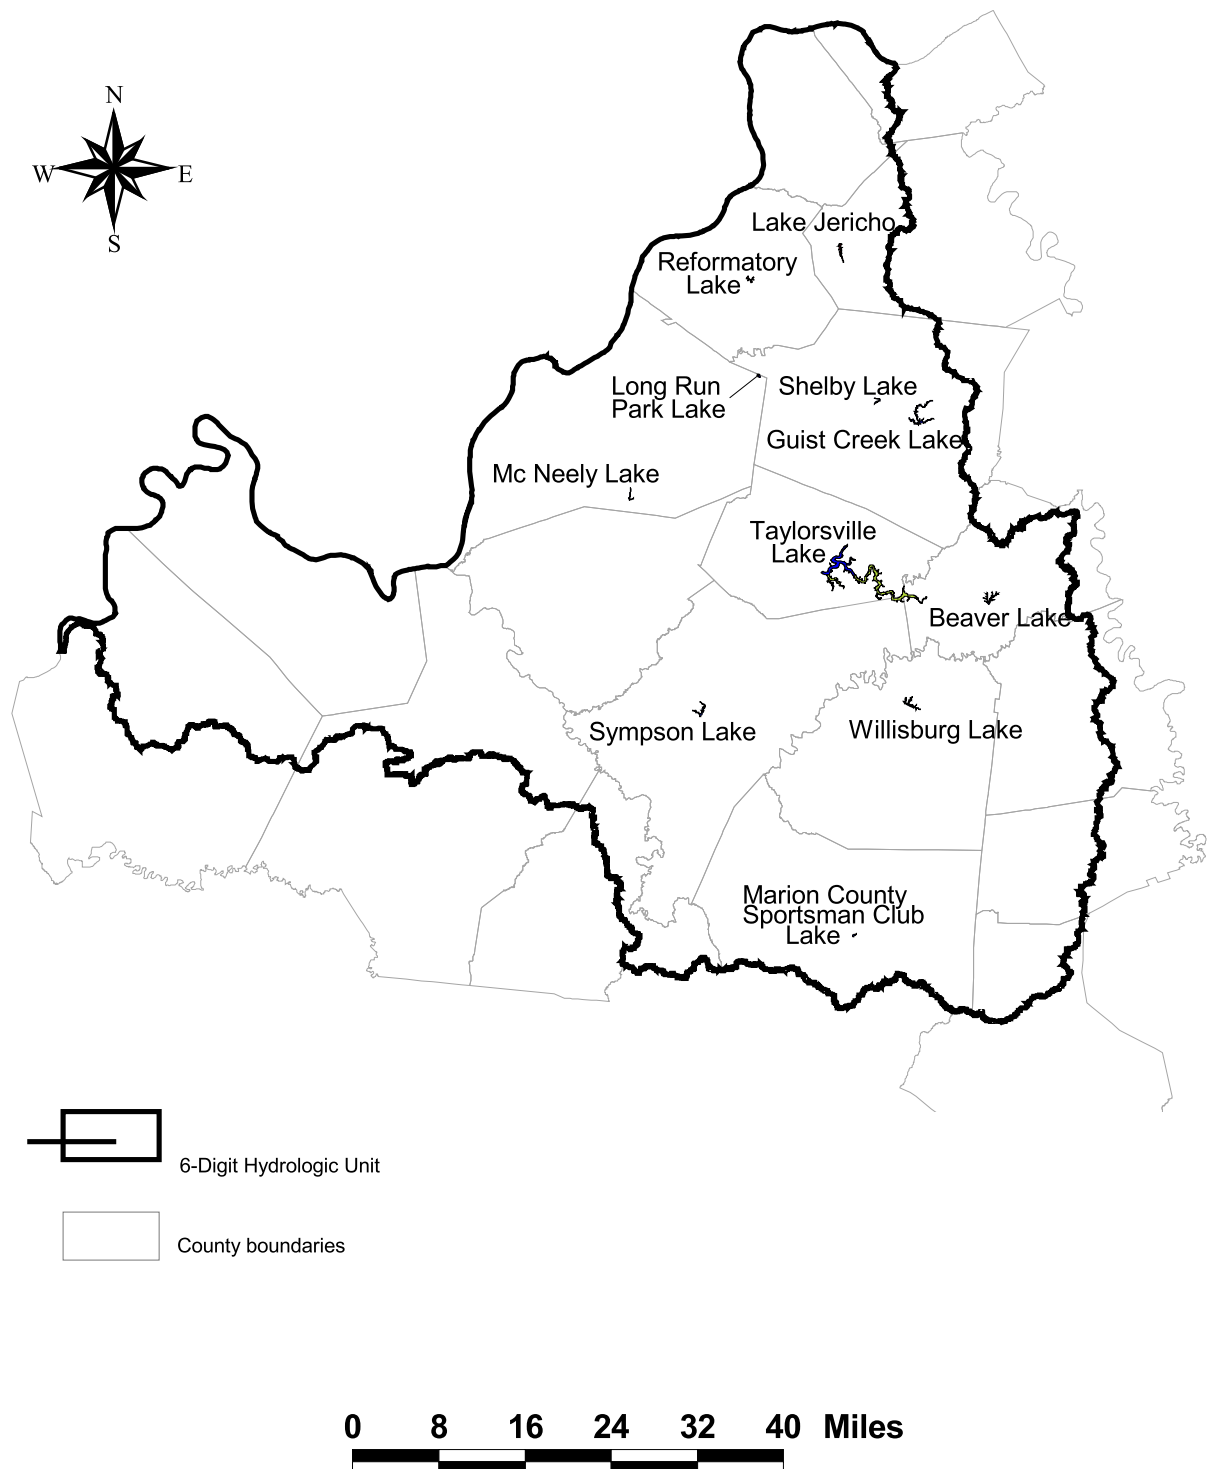 N
W
E
S
Lake Jericho
Reformatory
Lake
Long Run
Park Lake
Shelby Lake
Guist Creek Lake
Mc Neely Lake
Taylorsville
Lake
Beaver Lake
Sympson Lake
Willisburg Lake
Marion County
Sportsman Club
Lake
6-Digit Hydrologic Unit
County boundaries
0 8 16 24 32 40 Miles